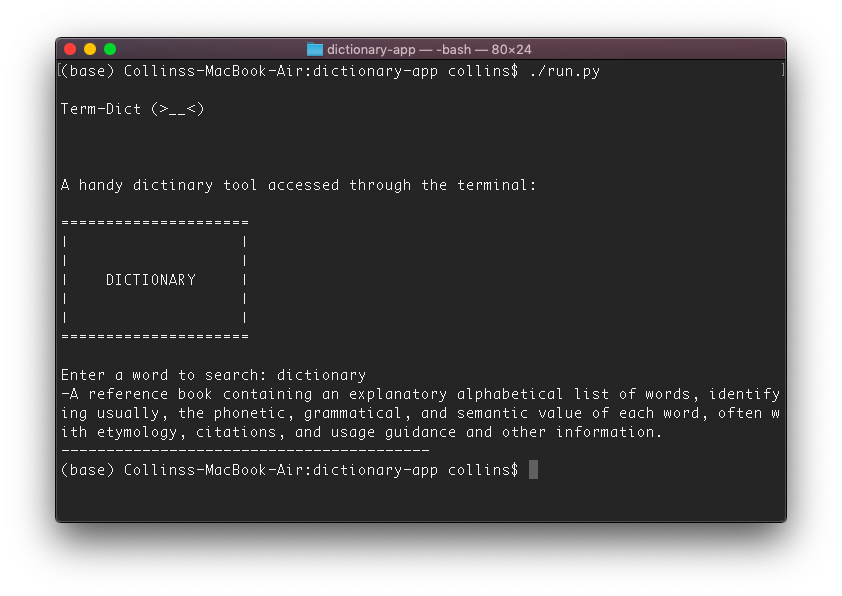 dictionary-app — -bash — 80×24
[(base) Collinss-MacBook-Air:dictionary-app collins$ ./run.py ]
Term-Dict (>__<)
A handy dictinary tool accessed through the terminal:
=====================
|                    |
|                    |
|    DICTIONARY     |
|                    |
|                    |
=====================
Enter a word to search: dictionary
-A reference book containing an explanatory alphabetical list of words, identify
ing usually, the phonetic, grammatical, and semantic value of each word, often w
ith etymology, citations, and usage guidance and other information.
-----------------------------------------
(base) Collinss-MacBook-Air:dictionary-app collins$